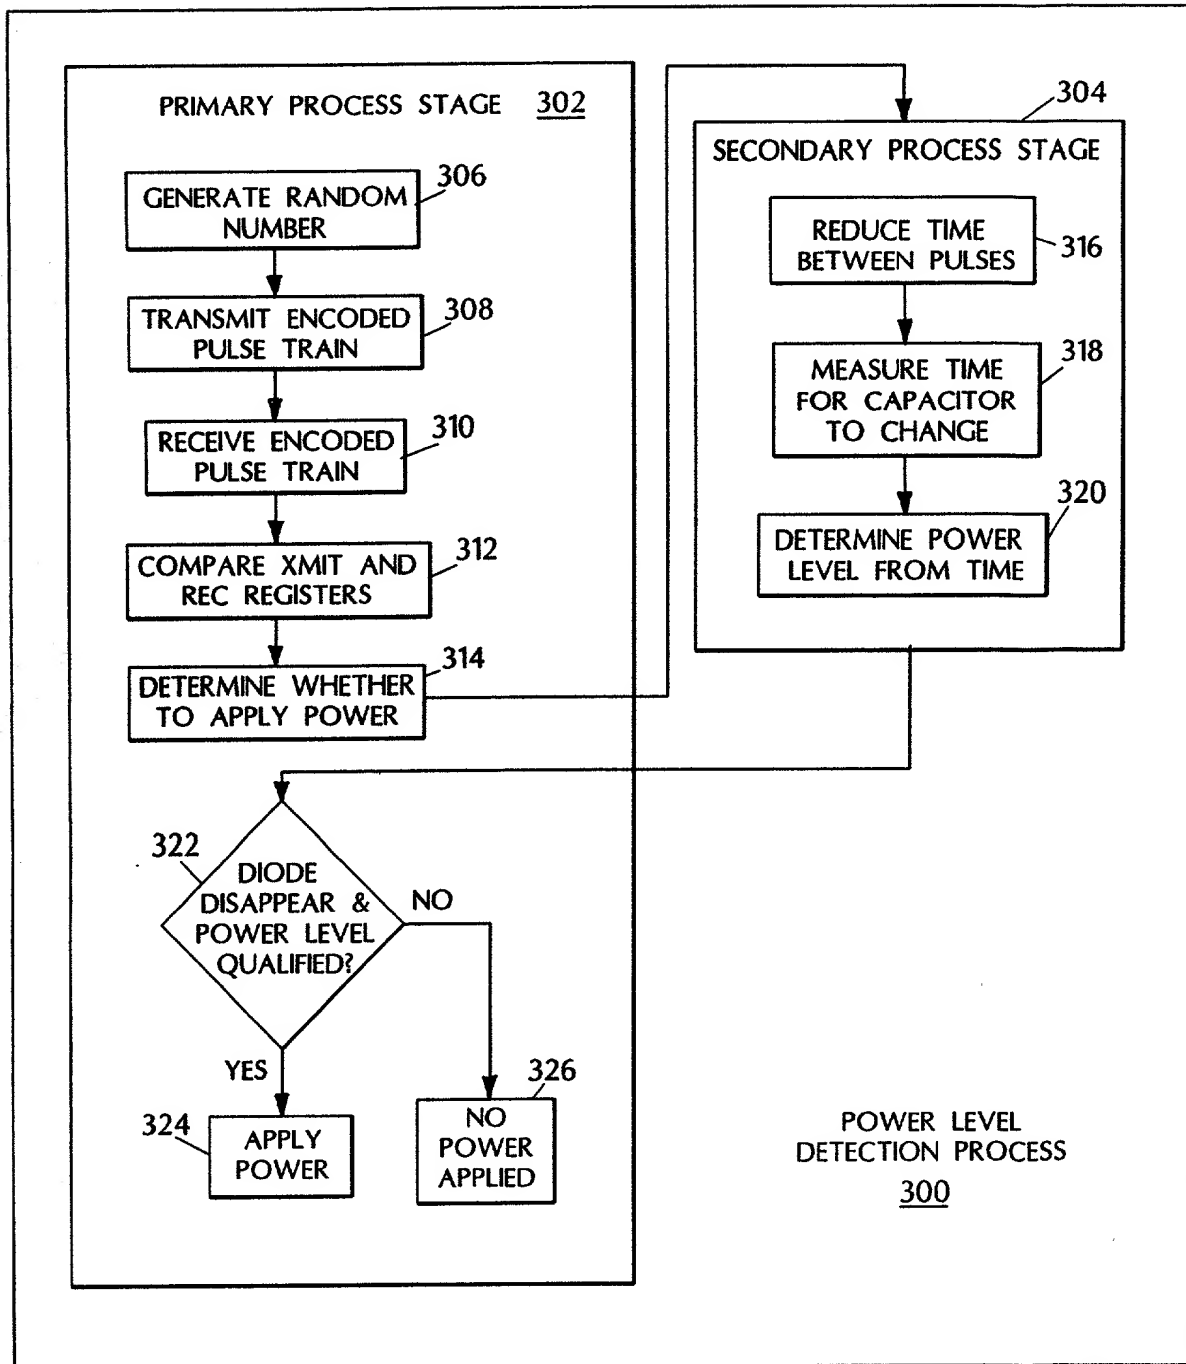 PRIMARY PROCESS STAGE 302
306
GENERATE RANDOM
NUMBER
308
TRANSMIT ENCODED
PULSE TRAIN
310
RECEIVE ENCODED
PULSE TRAIN
312
COMPARE XMIT AND
REC REGISTERS
314
DETERMINE WHETHER
TO APPLY POWER
304
SECONDARY PROCESS STAGE
REDUCE TIME
BETWEEN PULSES
316
318
MEASURE TIME
FOR CAPACITOR
TO CHANGE
320
DETERMINE POWER
LEVEL FROM TIME
322
DIODE
DISAPPEAR &
POWER LEVEL
QUALIFIED?
NO
YES
324
APPLY
POWER
326
NO
POWER
APPLIED
POWER LEVEL
DETECTION PROCESS
300